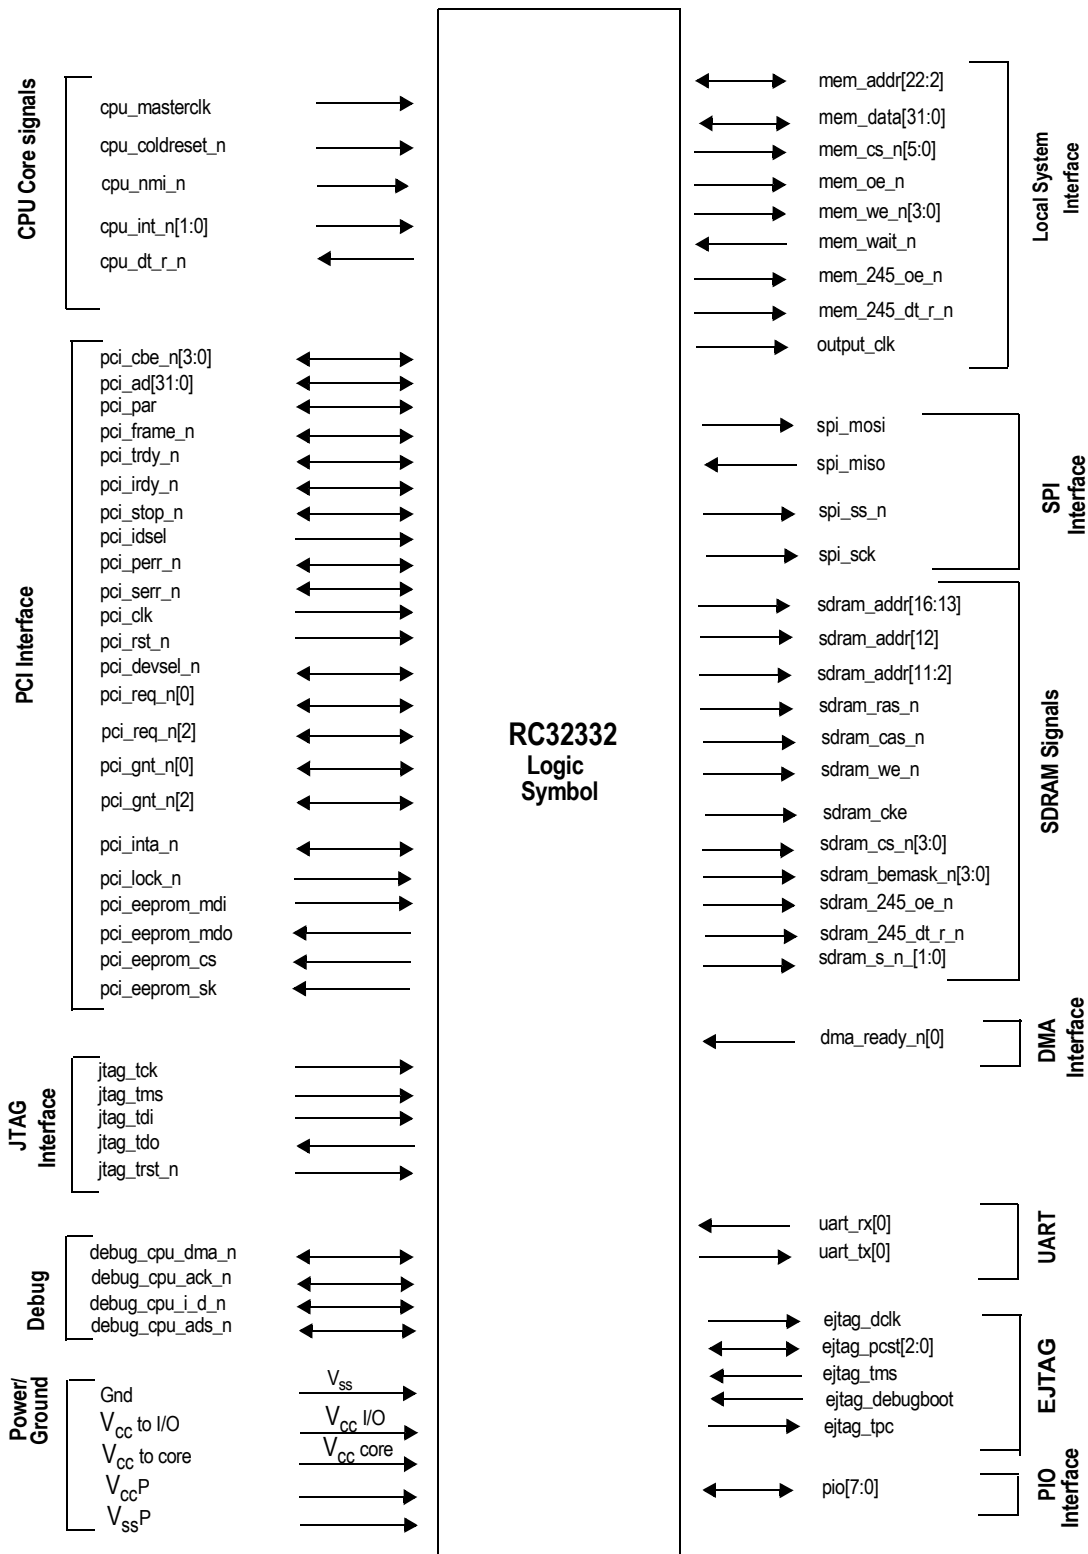 CPU Core signals
cpu_masterclk
cpu_coldreset_n
cpu_nmi_n
cpu_int_n[1:0]
cpu_dt_r_n
PCI Interface
pci_cbe_n[3:0]
pci_ad[31:0]
pci_par
pci_frame_n
pci_trdy_n
pci_irdy_n
pci_stop_n
pci_idsel
pci_perr_n
pci_serr_n
pci_clk
pci_rst_n
pci_devsel_n
pci_req_n[0]
pci_req_n[2]
pci_gnt_n[0]
pci_gnt_n[2]
pci_inta_n
pci_lock_n
pci_eeprom_mdi
pci_eeprom_mdo
pci_eeprom_cs
pci_eeprom_sk
JTAG
Interface
jtag_tck
jtag_tms
jtag_tdi
jtag_tdo
jtag_trst_n
Debug
debug_cpu_dma_n
debug_cpu_ack_n
debug_cpu_i_d_n
debug_cpu_ads_n
Power/
Ground
Gnd
Vss
Vcc to I/O
Vcc I/O
Vcc to core
Vcc core
VccP
VssP
RC32332
Logic
Symbol
mem_addr[22:2]
mem_data[31:0]
mem_cs_n[5:0]
mem_oe_n
mem_we_n[3:0]
mem_wait_n
mem_245_oe_n
mem_245_dt_r_n
output_clk
Local System
Interface
spi_mosi
spi_miso
spi_ss_n
spi_sck
SPI
Interface
sdram_addr[16:13]
sdram_addr[12]
sdram_addr[11:2]
sdram_ras_n
sdram_cas_n
sdram_we_n
sdram_cke
sdram_cs_n[3:0]
sdram_bemask_n[3:0]
sdram_245_oe_n
sdram_245_dt_r_n
sdram_s_n_[1:0]
SDRAM Signals
dma_ready_n[0]
DMA
Interface
uart_rx[0]
uart_tx[0]
UART
ejtag_dclk
ejtag_pcst[2:0]
ejtag_tms
ejtag_debugboot
ejtag_tpc
EJTAG
pio[7:0]
PIO
Interface